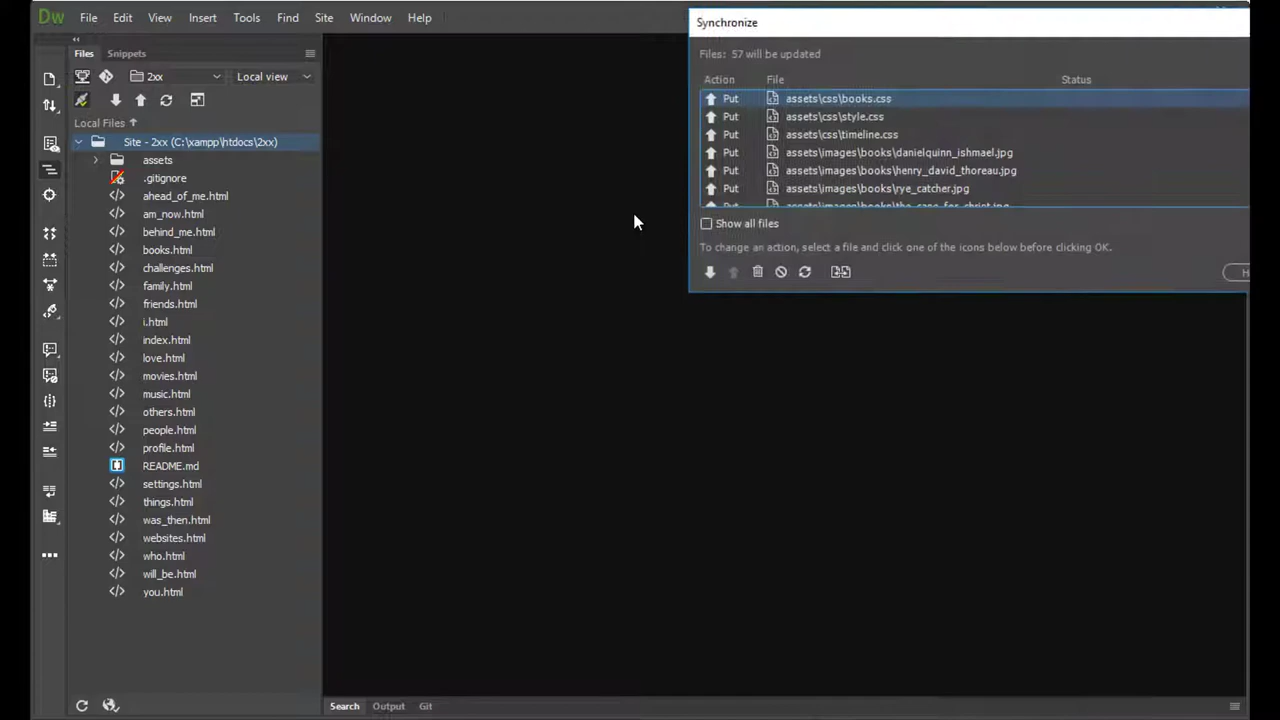 Dw File Edit View Insert Tools Find Site Window Help
Files Snippets
2xx Local view
Local Files
Site - 2xx (C:\xampp\htdocs\2xx)
assets
.gitignore
ahead_of_me.html
am_now.html
behind_me.html
books.html
challenges.html
family.html
friends.html
i.html
index.html
love.html
movies.html
music.html
others.html
people.html
profile.html
README.md
settings.html
things.html
was_then.html
websites.html
who.html
will_be.html
you.html
Synchronize
Files: 57 will be updated
Action File Status
Put assets\css\books.css
Put assets\css\style.css
Put assets\css\timeline.css
Put assets\images\books\danielquinn_ishmael.jpg
Put assets\images\books\henry_david_thoreau.jpg
Put assets\images\books\rye_catcher.jpg
Put assets\images\books\the_case_for_christ.jpg
Show all files
To change an action, select a file and click one of the icons below before clicking OK.
H
Search Output Git